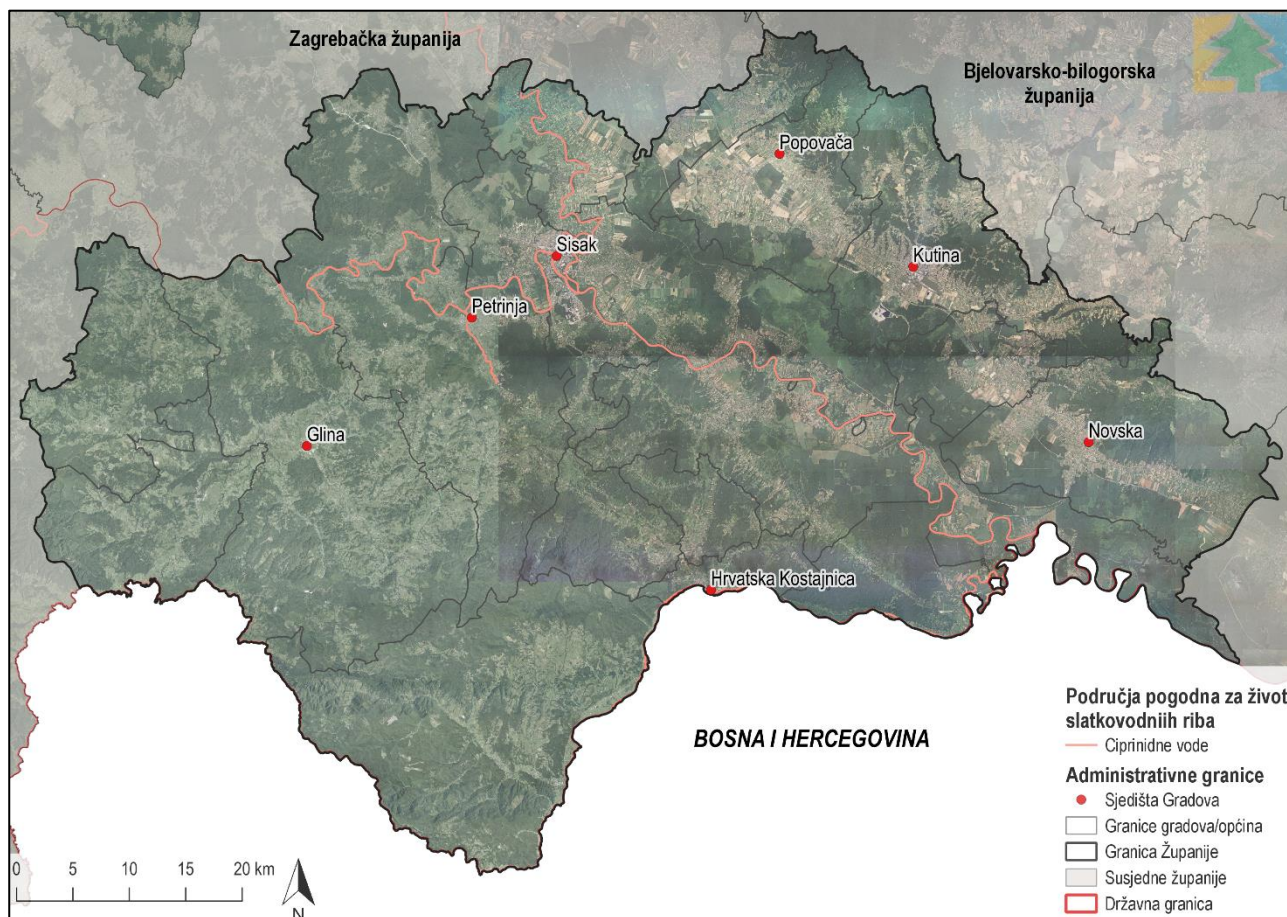 Zagrebačka županija
Bjelovarsko-bilogorska
županija
Popovača
Sisak
Kutina
Petrinja
Glina
Novska
Hrvatska Kostajnica
BOSNA I HERCEGOVINA
Područja pogodna za život
slatkovodniih riba
Ciprinidne vode
Administrativne granice
Sjedišta Gradova
Granice gradova/općina
Granica Županije
Susjedne županije
Državna granica
0 5 10 15 20 km
N